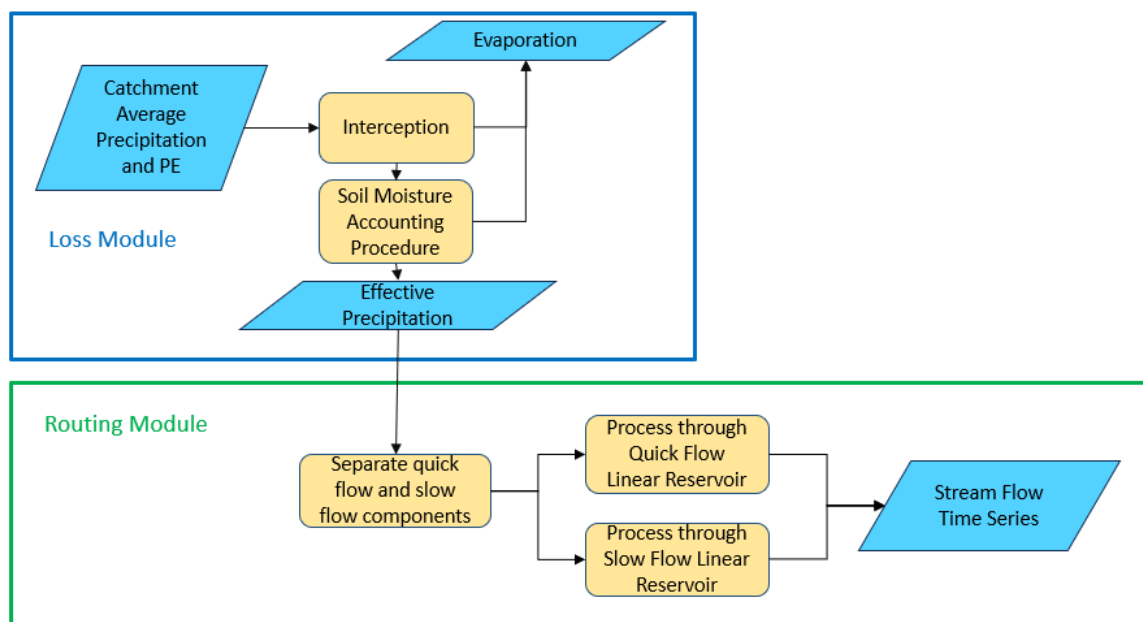 Evaporation
Catchment
Average
Precipitation
and PE
Interception
Soil Moisture
Accounting
Procedure
Loss Module
Effective
Precipitation
Routing Module
Separate quick
flow and slow
flow components
Process through
Quick Flow
Linear Reservoir
Process through
Slow Flow Linear
Reservoir
Stream Flow
Time Series